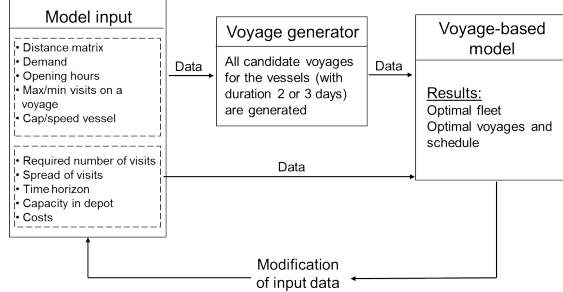 Model input
• Distance matrix
• Demand
• Opening hours
• Max/min visits on a
voyage
• Cap/speed vessel
• Required number of visits
• Spread of visits
• Time horizon
• Capacity in depot
• Costs
Data
Voyage generator
All candidate voyages
for the vessels (with
duration 2 or 3 days)
are generated
Data
Data
Voyage-based
model
Results:
Optimal fleet
Optimal voyages and
schedule
Modification
of input data